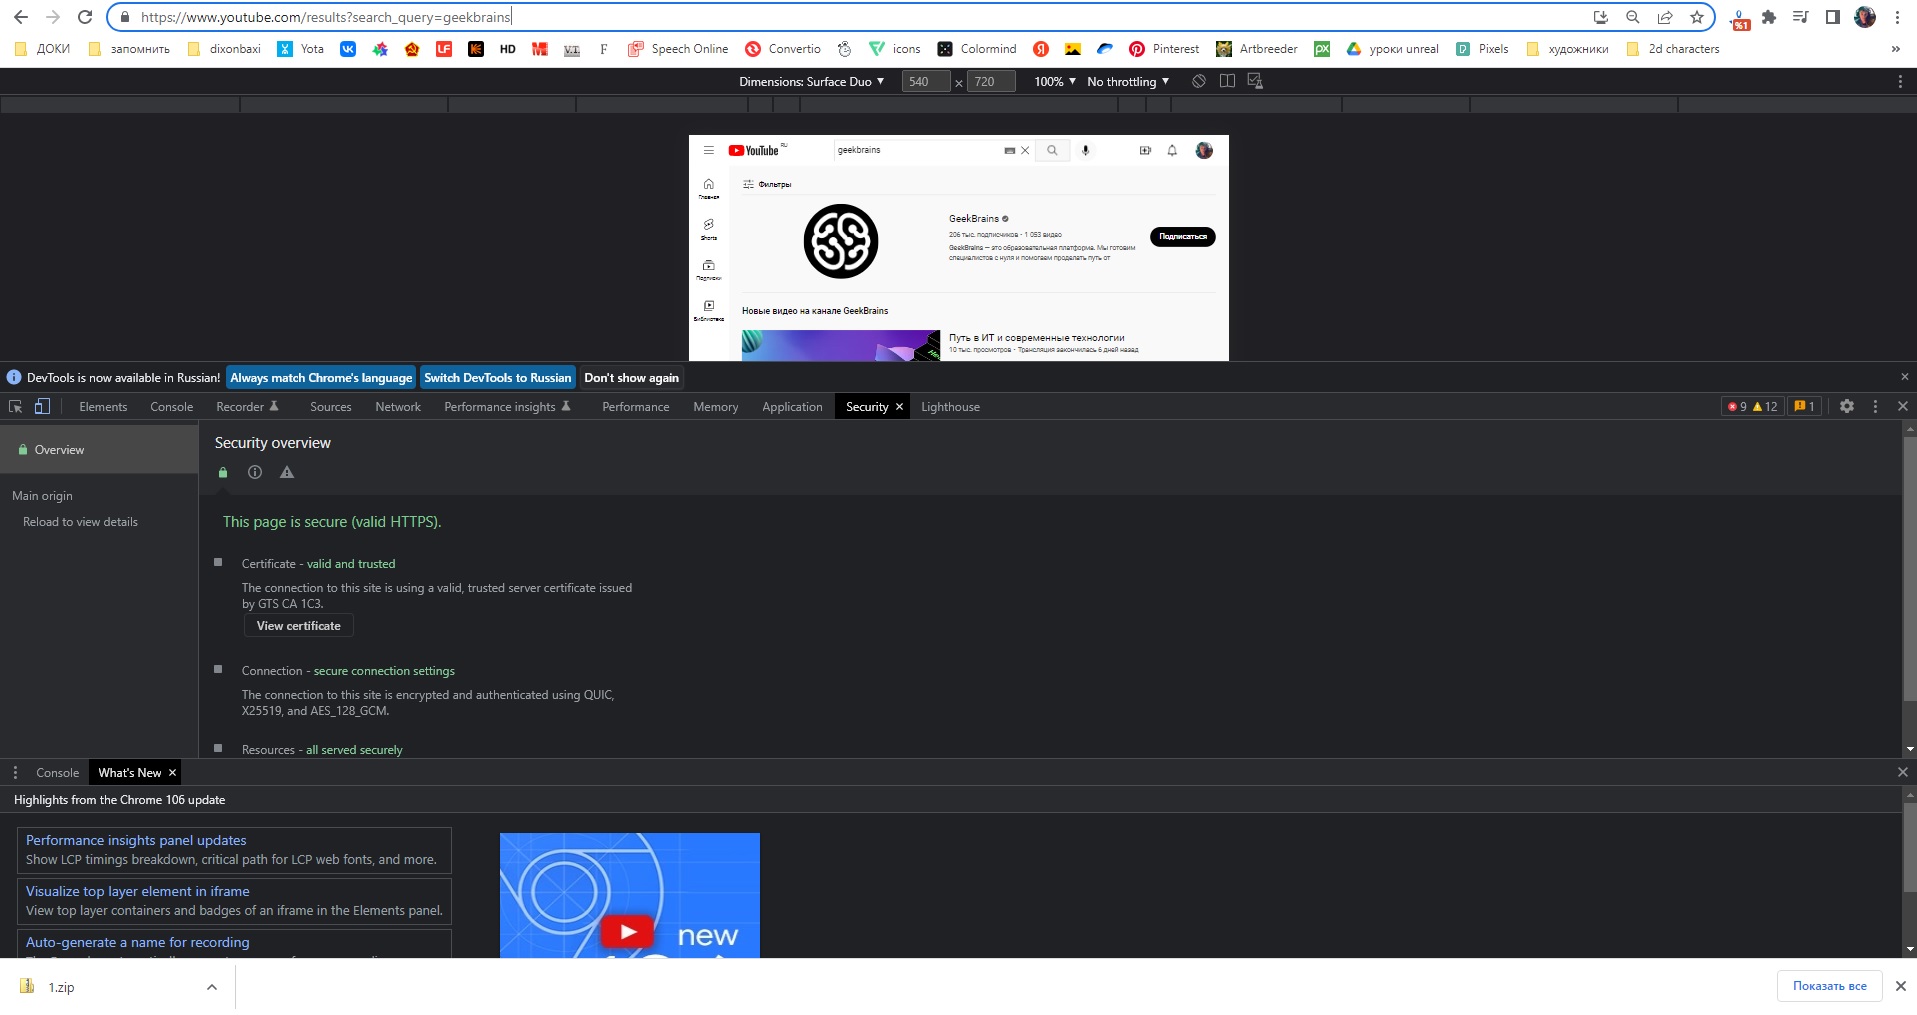 https://www.youtube.com/results?search_query=geekbrains
%1
ДОКИ запомнить dixonbaxi Yota LF HD V.T. F Speech Online Convertio icons Colormind Я Pinterest Artbreeder px уроки unreal Pixels художники 2d characters »
Dimensions: Surface Duo ▼ 540 × 720 100% ▼ No throttling ▼
YouTube RU geekbrains
Фильтры
Главная
GeekBrains
206 тыс. подписчиков • 1 053 видео
Подписаться
GeekBrains — это образовательная платформа. Мы готовим
специалистов с нуля и помогаем проделать путь от
Shorts
Подписки
Библиотека
Новые видео на канале GeekBrains
Путь в ИТ и современные технологии
10 тыс. просмотров • Трансляция закончилась 6 дней назад
DevTools is now available in Russian! Always match Chrome's language Switch DevTools to Russian Don't show again
Elements Console Recorder Sources Network Performance insights Performance Memory Application Security Lighthouse 9 12 1
Overview
Main origin
Reload to view details
Security overview
This page is secure (valid HTTPS).
Certificate - valid and trusted
The connection to this site is using a valid, trusted server certificate issued
by GTS CA 1C3.
View certificate
Connection - secure connection settings
The connection to this site is encrypted and authenticated using QUIC,
X25519, and AES_128_GCM.
Resources - all served securely
Console What's New
Highlights from the Chrome 106 update
Performance insights panel updates
Show LCP timings breakdown, critical path for LCP web fonts, and more.
Visualize top layer element in iframe
View top layer containers and badges of an iframe in the Elements panel.
Auto-generate a name for recording
new
1.zip
Показать все